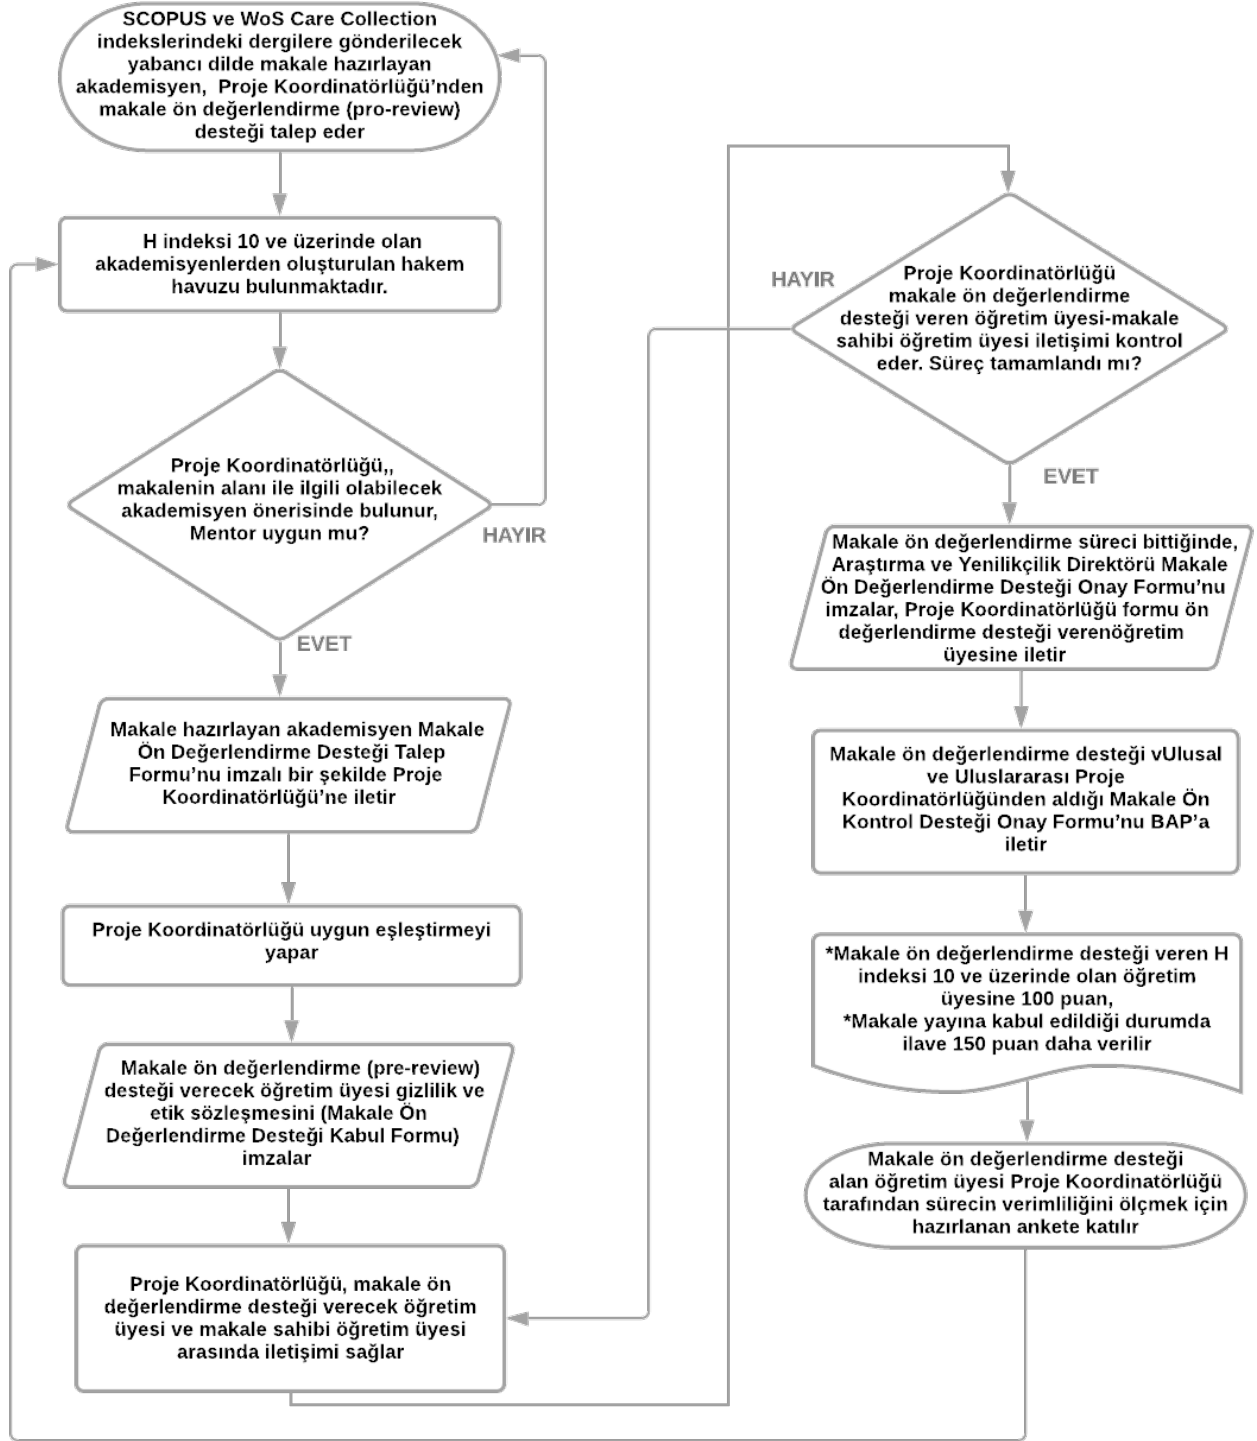 SCOPUS ve WoS Care Collection
indekslerindeki dergilere gönderilecek
yabancı dilde makale hazırlayan
akademisyen, Proje Koordinatörlüğü’nden
makale ön değerlendirme (pro-review)
desteği talep eder
H indeksi 10 ve üzerinde olan
akademisyenlerden oluşturulan hakem
havuzu bulunmaktadır.
Proje Koordinatörlüğü,,
makalenin alanı ile ilgili olabilecek
akademisyen önerisinde bulunur,
Mentor uygun mu?
HAYIR
EVET
Makale hazırlayan akademisyen Makale
Ön Değerlendirme Desteği Talep
Formu’nu imzalı bir şekilde Proje
Koordinatörlüğü’ne iletir
Proje Koordinatörlüğü uygun eşleştirmeyi
yapar
Makale ön değerlendirme (pre-review)
desteği verecek öğretim üyesi gizlilik ve
etik sözleşmesini (Makale Ön
Değerlendirme Desteği Kabul Formu)
imzalar
Proje Koordinatörlüğü, makale ön
değerlendirme desteği verecek öğretim
üyesi ve makale sahibi öğretim üyesi
arasında iletişimi sağlar
HAYIR
Proje Koordinatörlüğü
makale ön değerlendirme
desteği veren öğretim üyesi-makale
sahibi öğretim üyesi iletişimi kontrol
eder. Süreç tamamlandı mı?
EVET
Makale ön değerlendirme süreci bittiğinde,
Araştırma ve Yenilikçilik Direktörü Makale
Ön Değerlendirme Desteği Onay Formu’nu
imzalar, Proje Koordinatörlüğü formu ön
değerlendirme desteği verenöğretim
üyesine iletir
Makale ön değerlendirme desteği vUlusal
ve Uluslararası Proje
Koordinatörlüğünden aldığı Makale Ön
Kontrol Desteği Onay Formu’nu BAP’a
iletir
*Makale ön değerlendirme desteği veren H
indeksi 10 ve üzerinde olan öğretim
üyesine 100 puan,
*Makale yayına kabul edildiği durumda
ilave 150 puan daha verilir
Makale ön değerlendirme desteği
alan öğretim üyesi Proje Koordinatörlüğü
tarafından sürecin verimliliğini ölçmek için
hazırlanan ankete katılır